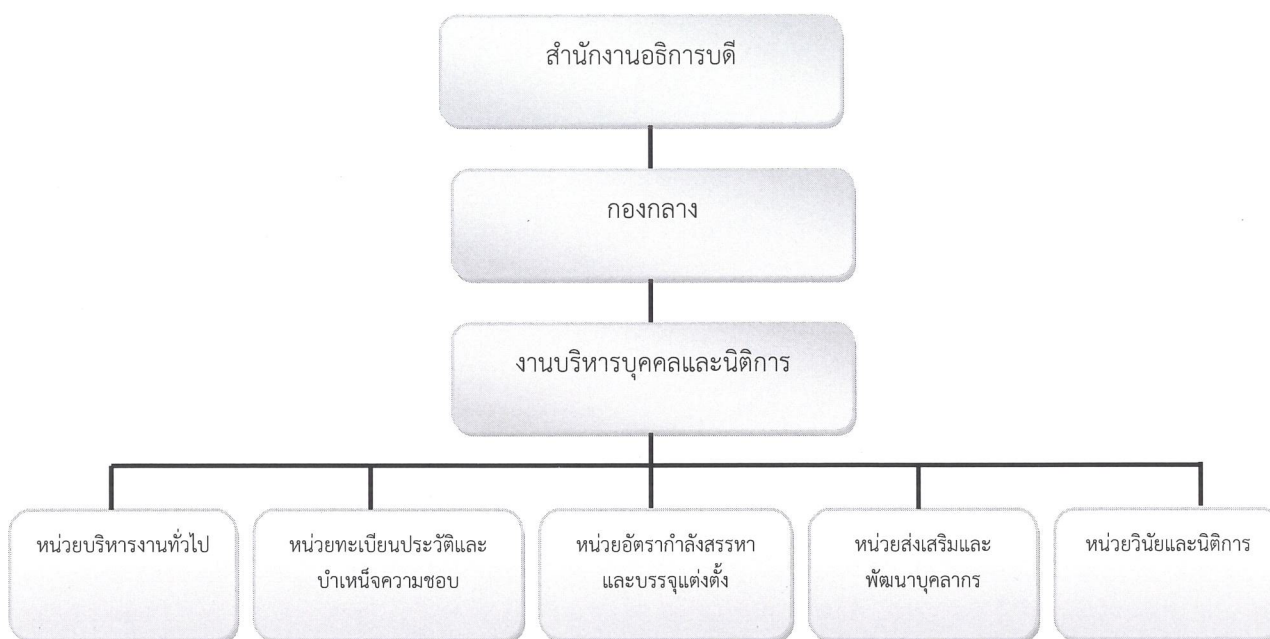 สำนักงานอธิการบดี
กองกลาง
งานบริหารบุคคลและนิติการ
หน่วยบริหารงานทั่วไป
หน่วยทะเบียนประวัติและ
บำเหน็จความชอบ
หน่วยอัตรากำลังสรรหา
และบรรจุแต่งตั้ง
หน่วยส่งเสริมและ
พัฒนาบุคลากร
หน่วยวินัยและนิติการ